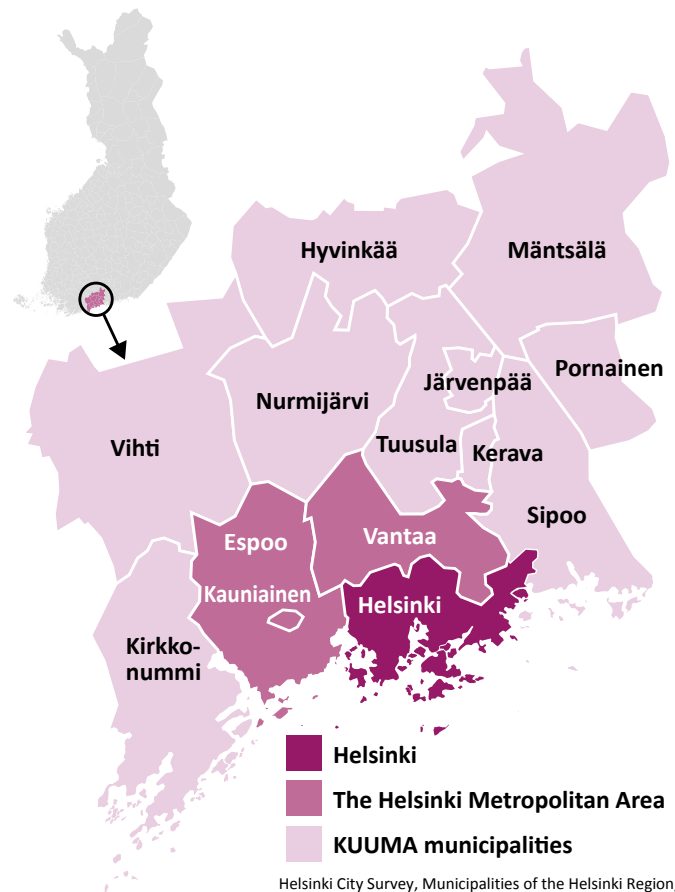 Hyvinkää
Mäntsälä
Pornainen
Järvenpää
Nurmijärvi
Tuusula
Kerava
Vihti
Sipoo
Espoo
Vantaa
Kauniainen
Helsinki
Kirkko-
nummi
Helsinki
The Helsinki Metropolitan Area
KUUMA municipalities
Helsinki City Survey, Municipalities of the Helsinki Region,